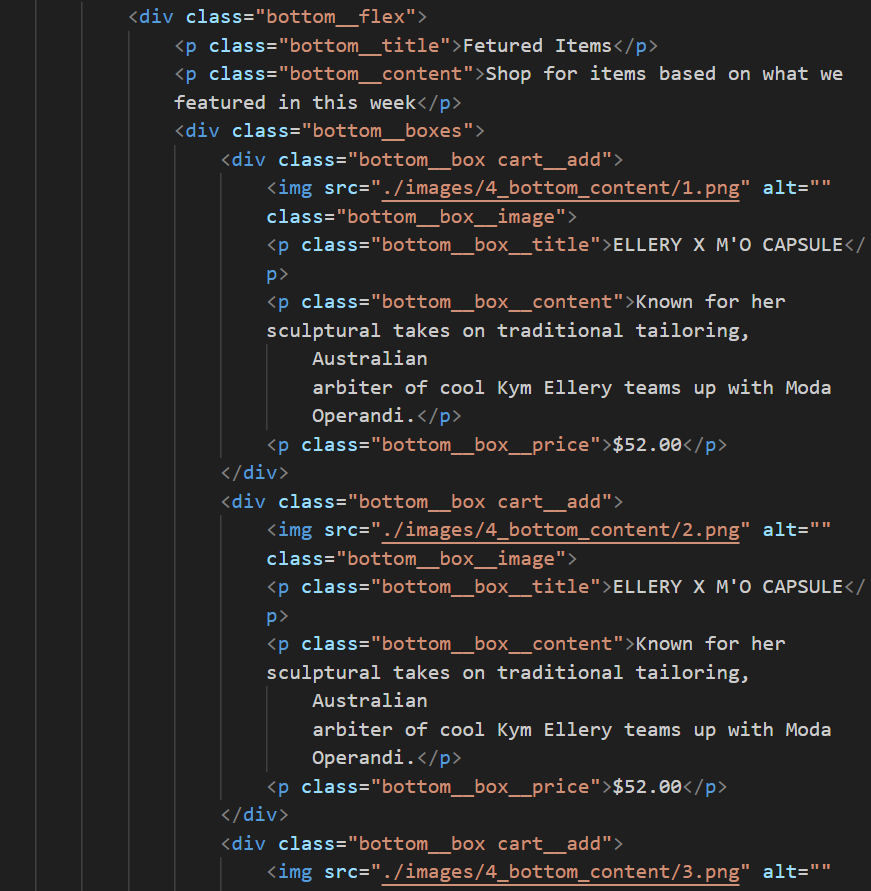 <div class="bottom__flex">
<p class="bottom__title">Fetured Items</p>
<p class="bottom__content">Shop for items based on what we
featured in this week</p>
<div class="bottom__boxes">
<div class="bottom__box cart__add">
<img src="./images/4_bottom_content/1.png" alt=""
class="bottom__box__image">
<p class="bottom__box__title">ELLERY X M'O CAPSULE</
p>
<p class="bottom__box__content">Known for her
sculptural takes on traditional tailoring,
Australian
arbiter of cool Kym Ellery teams up with Moda
Operandi.</p>
<p class="bottom__box__price">$52.00</p>
</div>
<div class="bottom__box cart__add">
<img src="./images/4_bottom_content/2.png" alt=""
class="bottom__box__image">
<p class="bottom__box__title">ELLERY X M'O CAPSULE</
p>
<p class="bottom__box__content">Known for her
sculptural takes on traditional tailoring,
Australian
arbiter of cool Kym Ellery teams up with Moda
Operandi.</p>
<p class="bottom__box__price">$52.00</p>
</div>
<div class="bottom__box cart__add">
<img src="./images/4_bottom_content/3.png" alt=""